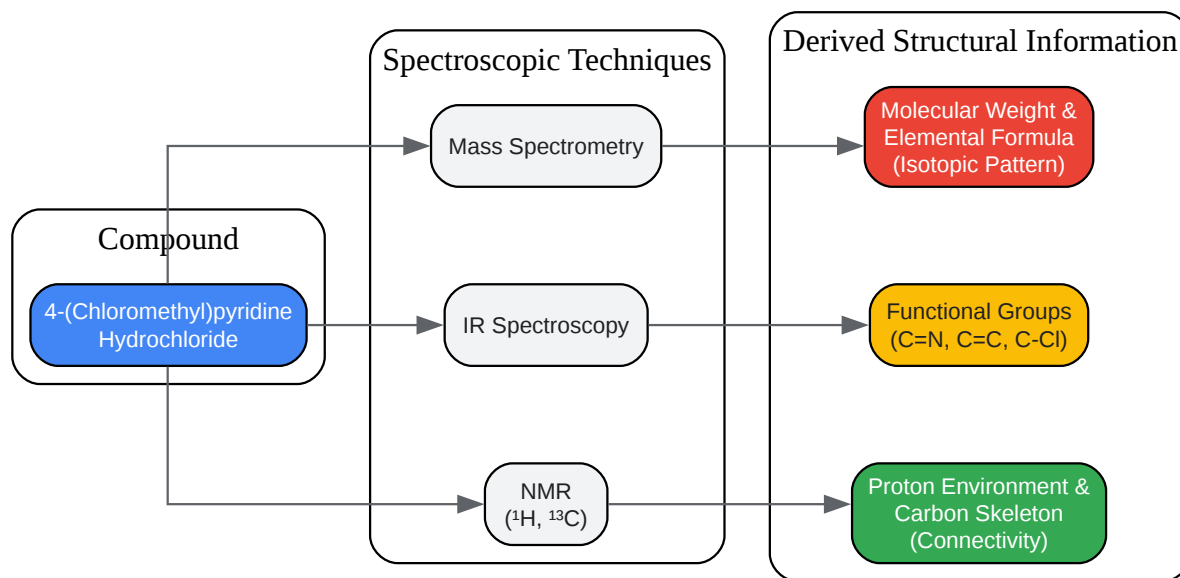 Compound
4-(Chloromethyl)pyridine
Hydrochloride
Spectroscopic Techniques
Mass Spectrometry
IR Spectroscopy
NMR
(¹H, ¹³C)
Derived Structural Information
Molecular Weight &
Elemental Formula
(Isotopic Pattern)
Functional Groups
(C=N, C=C, C-Cl)
Proton Environment &
Carbon Skeleton
(Connectivity)